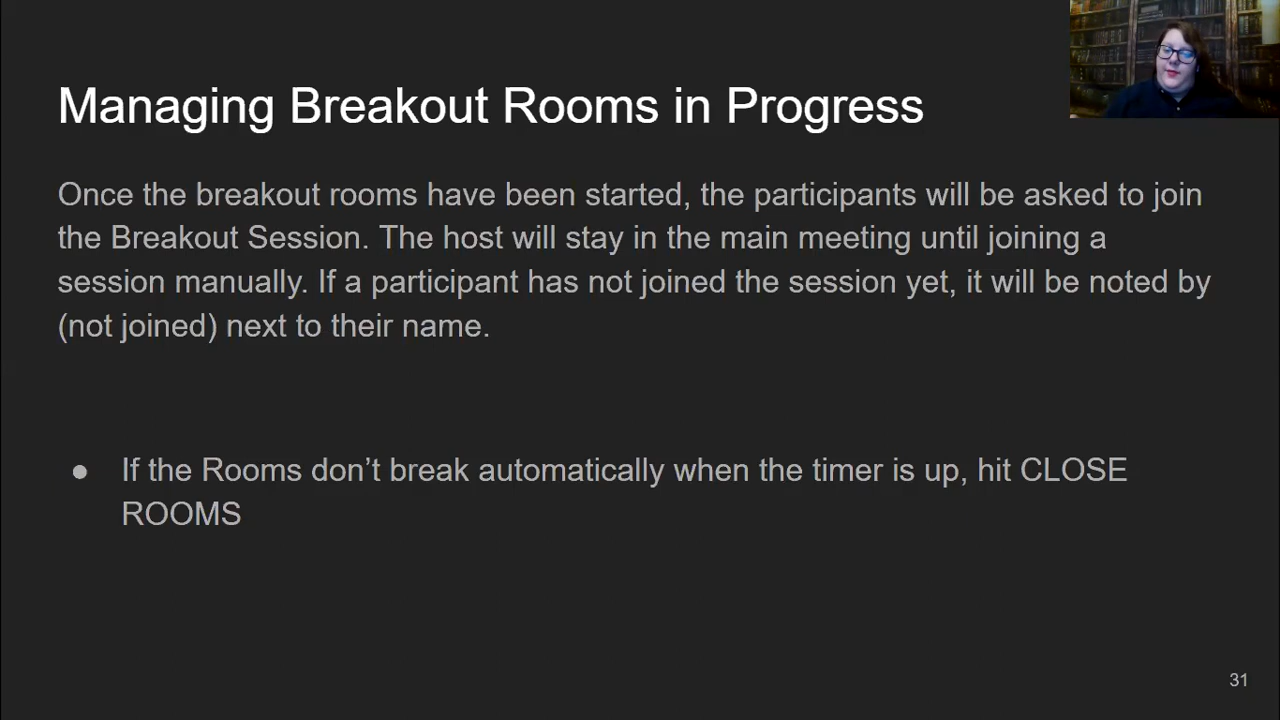 Managing Breakout Rooms in Progress
Once the breakout rooms have been started, the participants will be asked to join
the Breakout Session. The host will stay in the main meeting until joining a
session manually. If a participant has not joined the session yet, it will be noted by
(not joined) next to their name.
● If the Rooms don’t break automatically when the timer is up, hit CLOSE
ROOMS
31